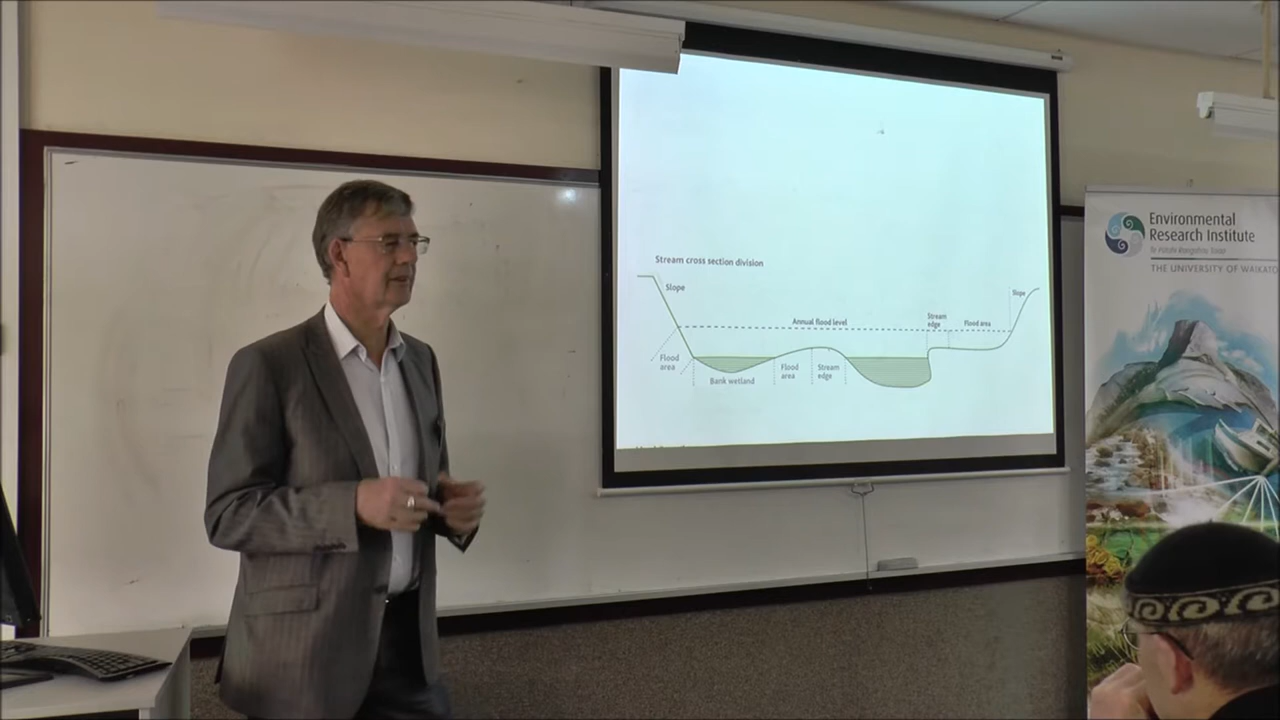 Stream cross section division
Slope
Slope
Annual flood level
Stream
edge
Flood area
Flood
area
Bank wetland
Flood
area
Stream
edge
Environmental
Research Institute
THE UNIVERSITY OF WAIKATO